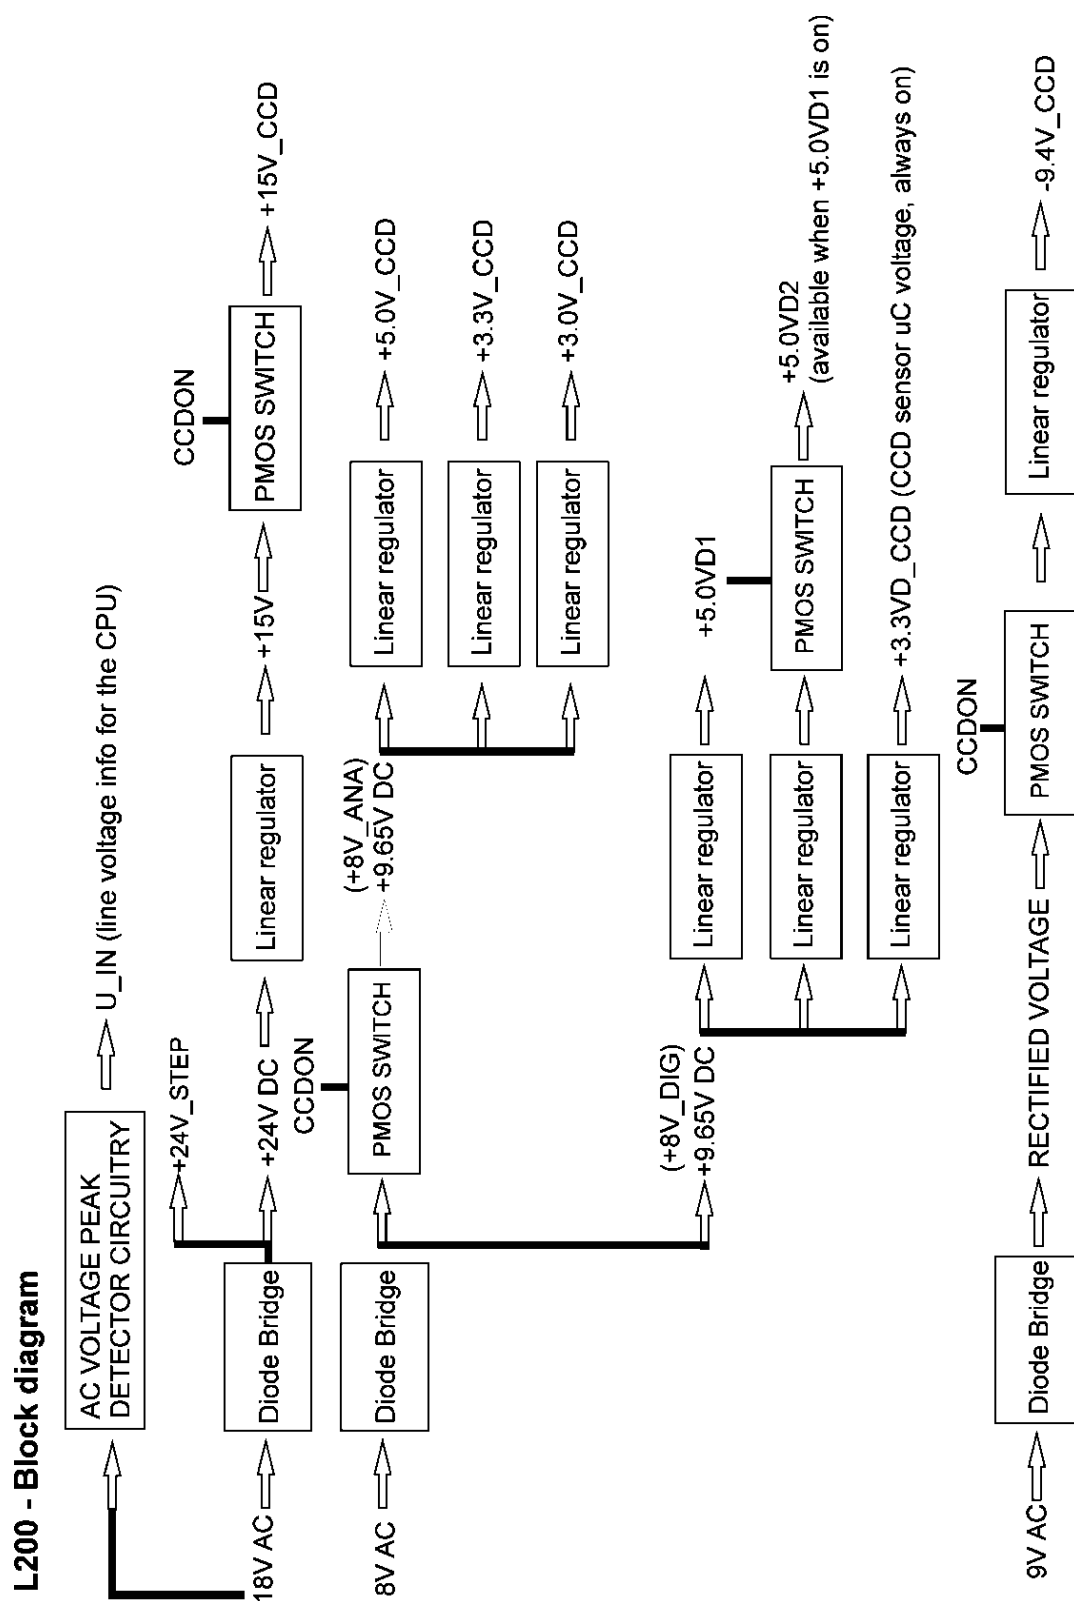 L200 - Block diagram
AC VOLTAGE PEAK
DETECTOR CIRCUITRY
U_IN (line voltage info for the CPU)
+24V_STEP
18V AC
Diode Bridge
+24V DC
Linear regulator
+15V
CCDON
PMOS SWITCH
+15V_CCD
8V AC
Diode Bridge
CCDON
PMOS SWITCH
(+8V_ANA)
+9.65V DC
Linear regulator
+5.0V_CCD
Linear regulator
+3.3V_CCD
Linear regulator
+3.0V_CCD
(+8V_DIG)
+9.65V DC
Linear regulator
+5.0VD1
Linear regulator
PMOS SWITCH
+5.0VD2
(available when +5.0VD1 is on)
Linear regulator
+3.3VD_CCD (CCD sensor uC voltage, always on)
9V AC
Diode Bridge
RECTIFIED VOLTAGE
CCDON
PMOS SWITCH
Linear regulator
-9.4V_CCD